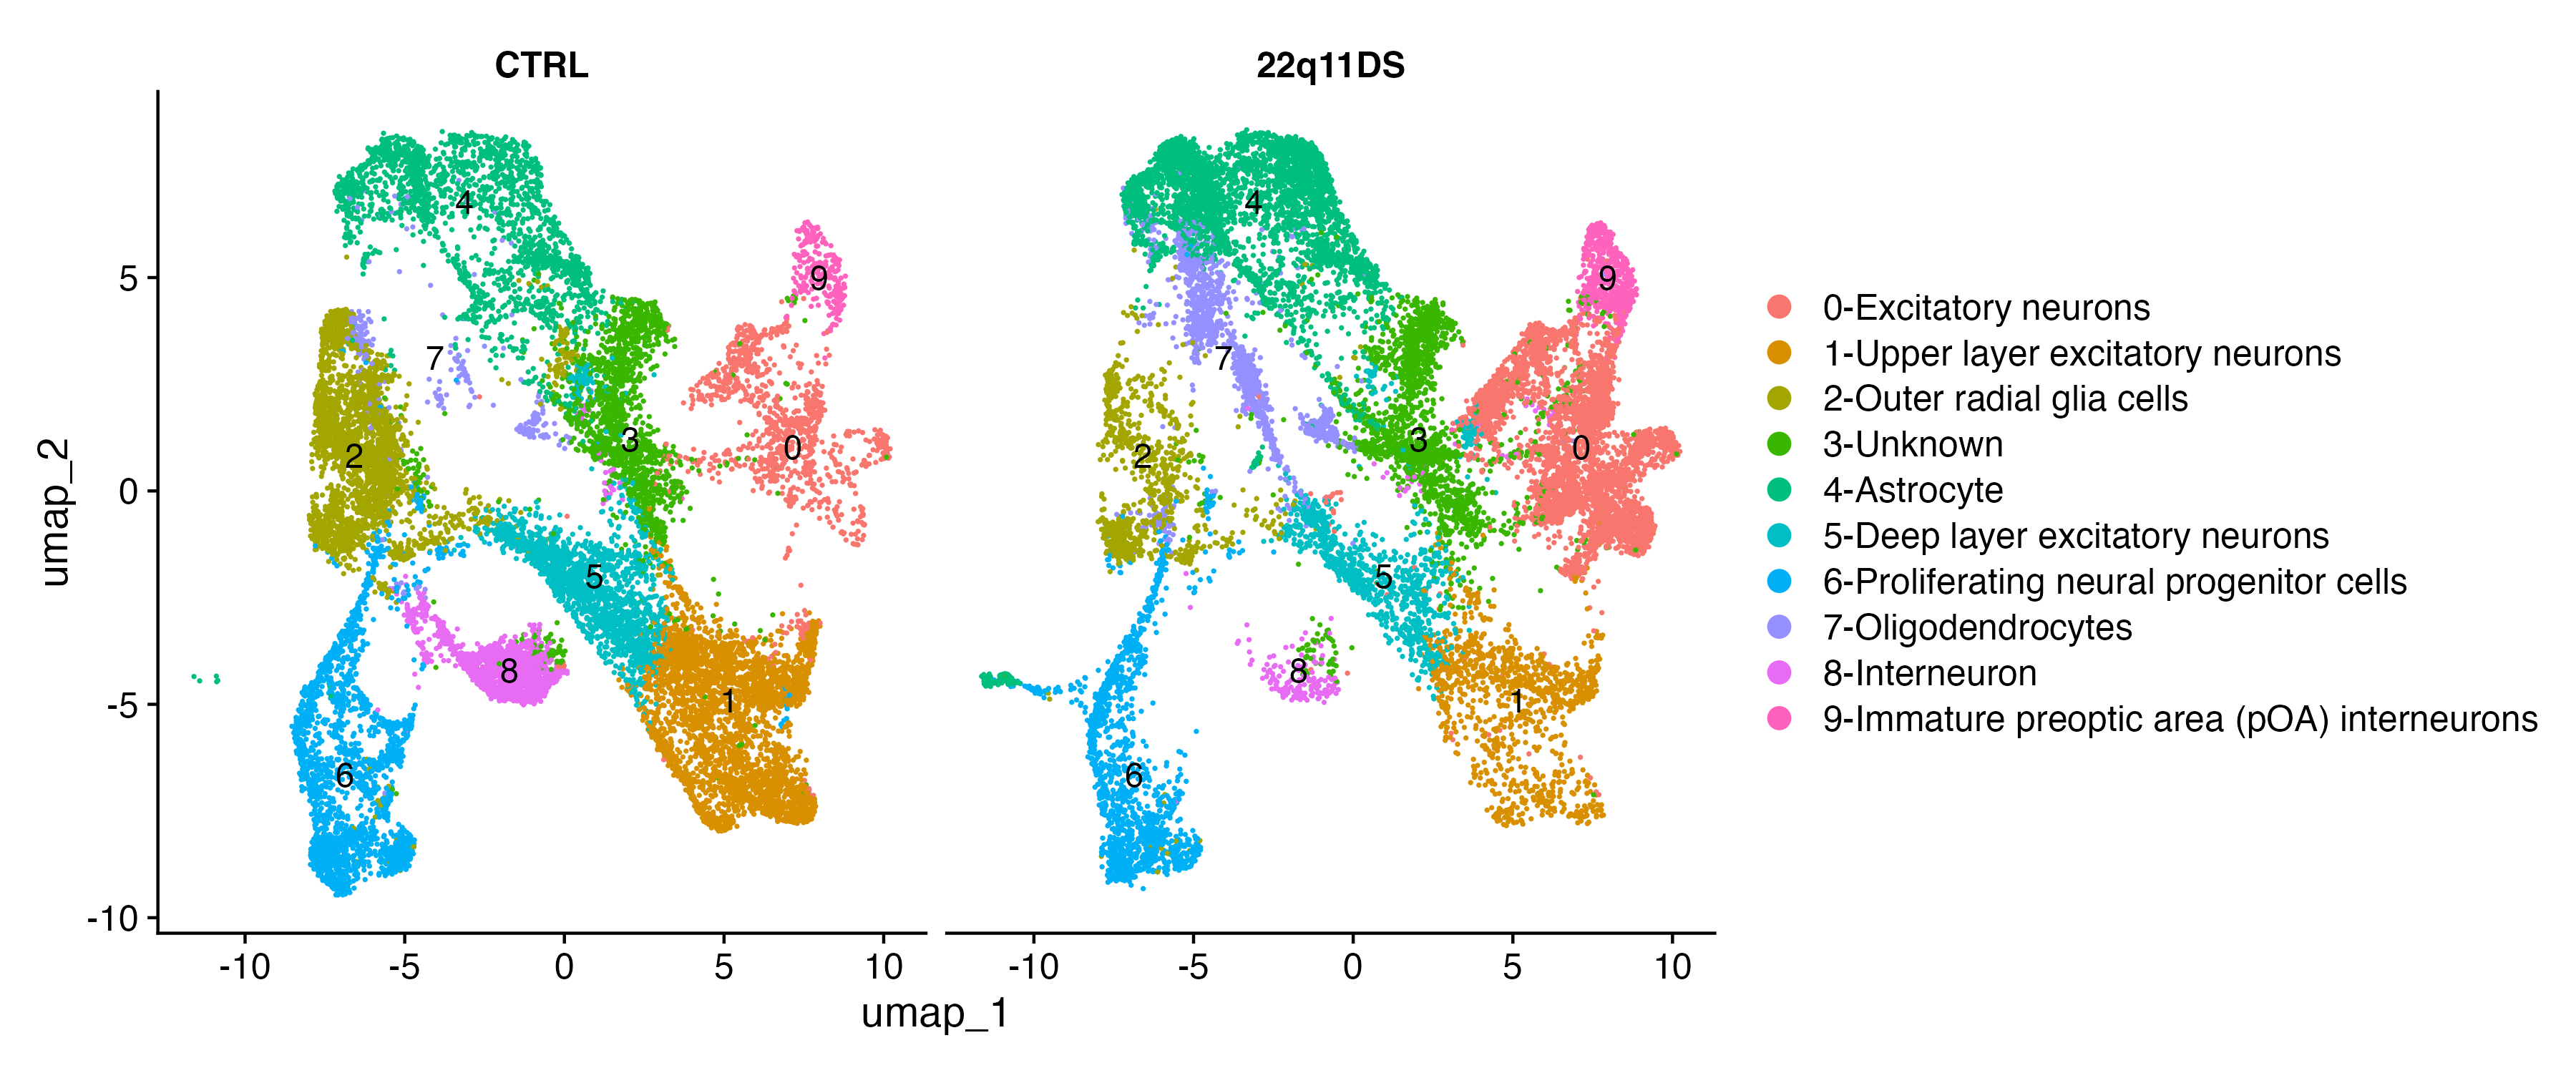 CTRL
22q11DS
umap_2
5
0
-5
-10
4
9
7
2
3
0
5
8
1
6
4
9
7
2
3
0
5
8
1
6
-10 -5 0 5 10
-10 -5 0 5 10
umap_1
0-Excitatory neurons
1-Upper layer excitatory neurons
2-Outer radial glia cells
3-Unknown
4-Astrocyte
5-Deep layer excitatory neurons
6-Proliferating neural progenitor cells
7-Oligodendrocytes
8-Interneuron
9-Immature preoptic area (pOA) interneurons